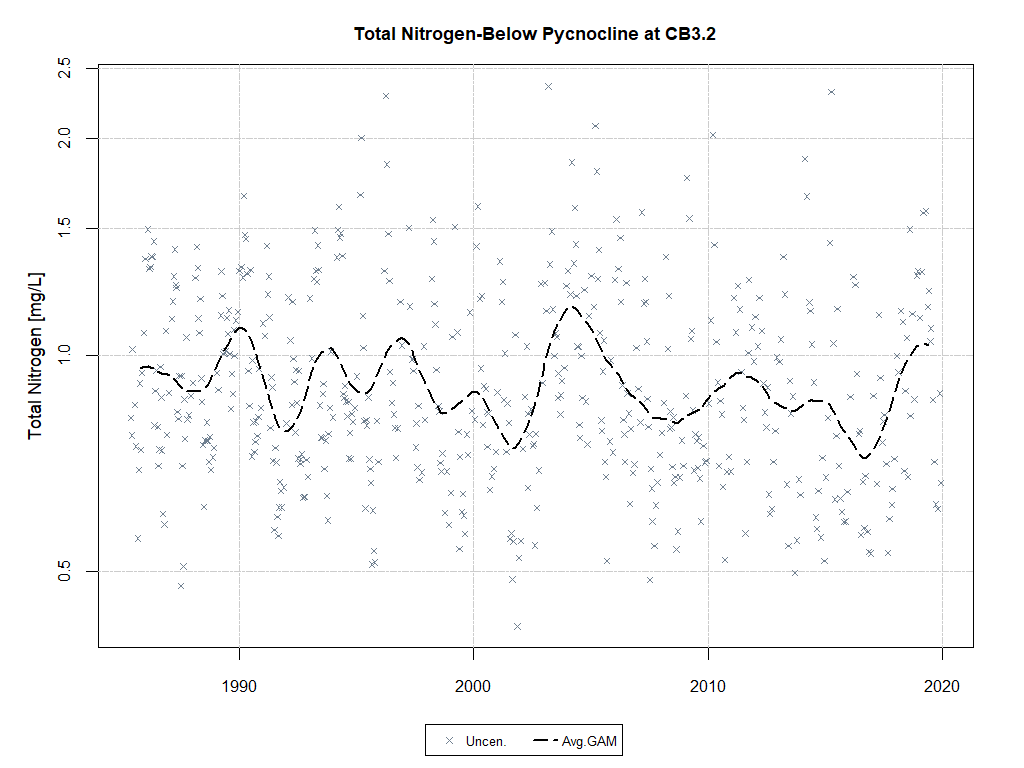 Total Nitrogen-Below Pycnocline at CB3.2
Total Nitrogen [mg/L]
2.5
2.0
1.5
1.0
0.5
1990 2000 2010 2020
Uncen. Avg.GAM